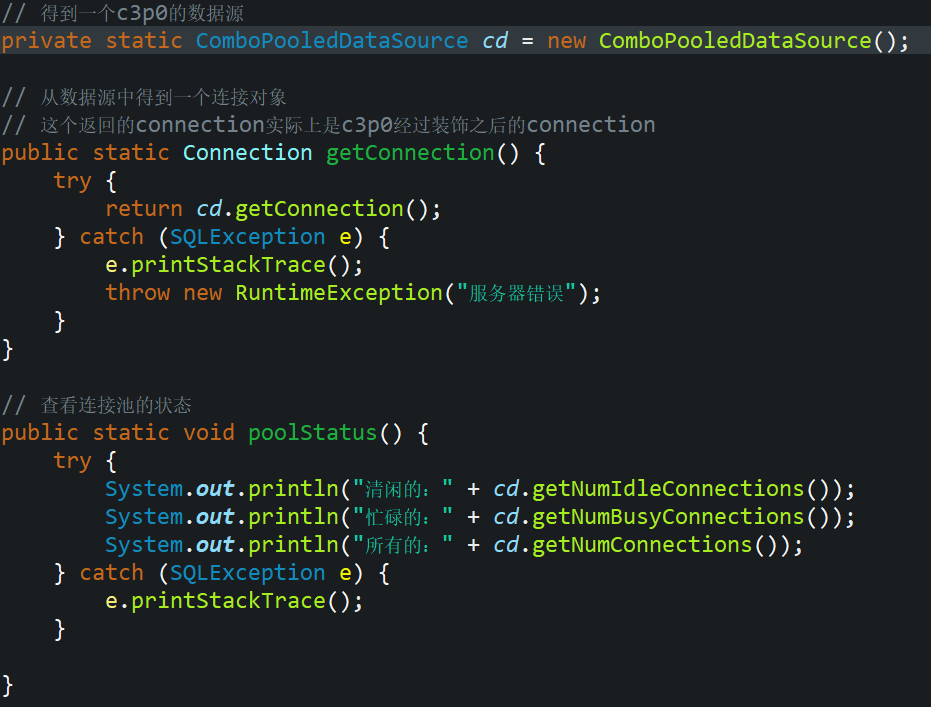 // 得到一个c3p0的数据源
private static ComboPooledDataSource cd = new ComboPooledDataSource();
// 从数据源中得到一个连接对象
// 这个返回的connection实际上是c3p0经过装饰之后的connection
public static Connection getConnection() {
try {
return cd.getConnection();
} catch (SQLException e) {
e.printStackTrace();
throw new RuntimeException("服务器错误");
}
}
// 查看连接池的状态
public static void poolStatus() {
try {
System.out.println("清闲的：" + cd.getNumIdleConnections());
System.out.println("忙碌的：" + cd.getNumBusyConnections());
System.out.println("所有的：" + cd.getNumConnections());
} catch (SQLException e) {
e.printStackTrace();
}
}